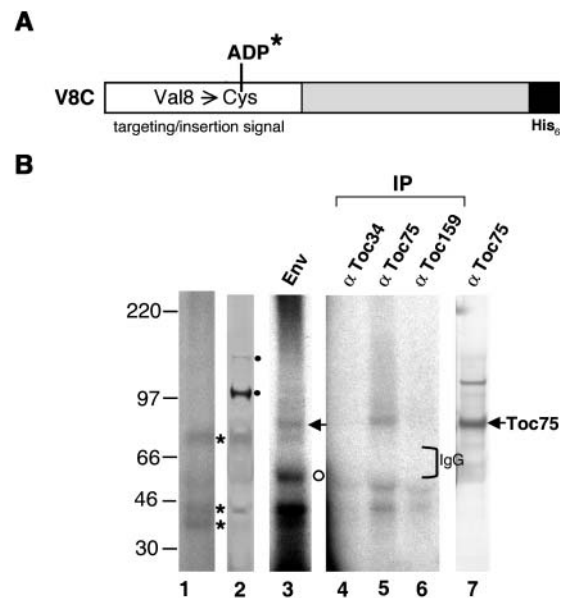 A
ADP*
V8C
Val8 > Cys
targeting/insertion signal
His6
B
IP
Env
α Toc34
α Toc75
α Toc159
α Toc75
220
97
66
46
30
*
*
*
Toc75
IgG
1 2 3 4 5 6 7